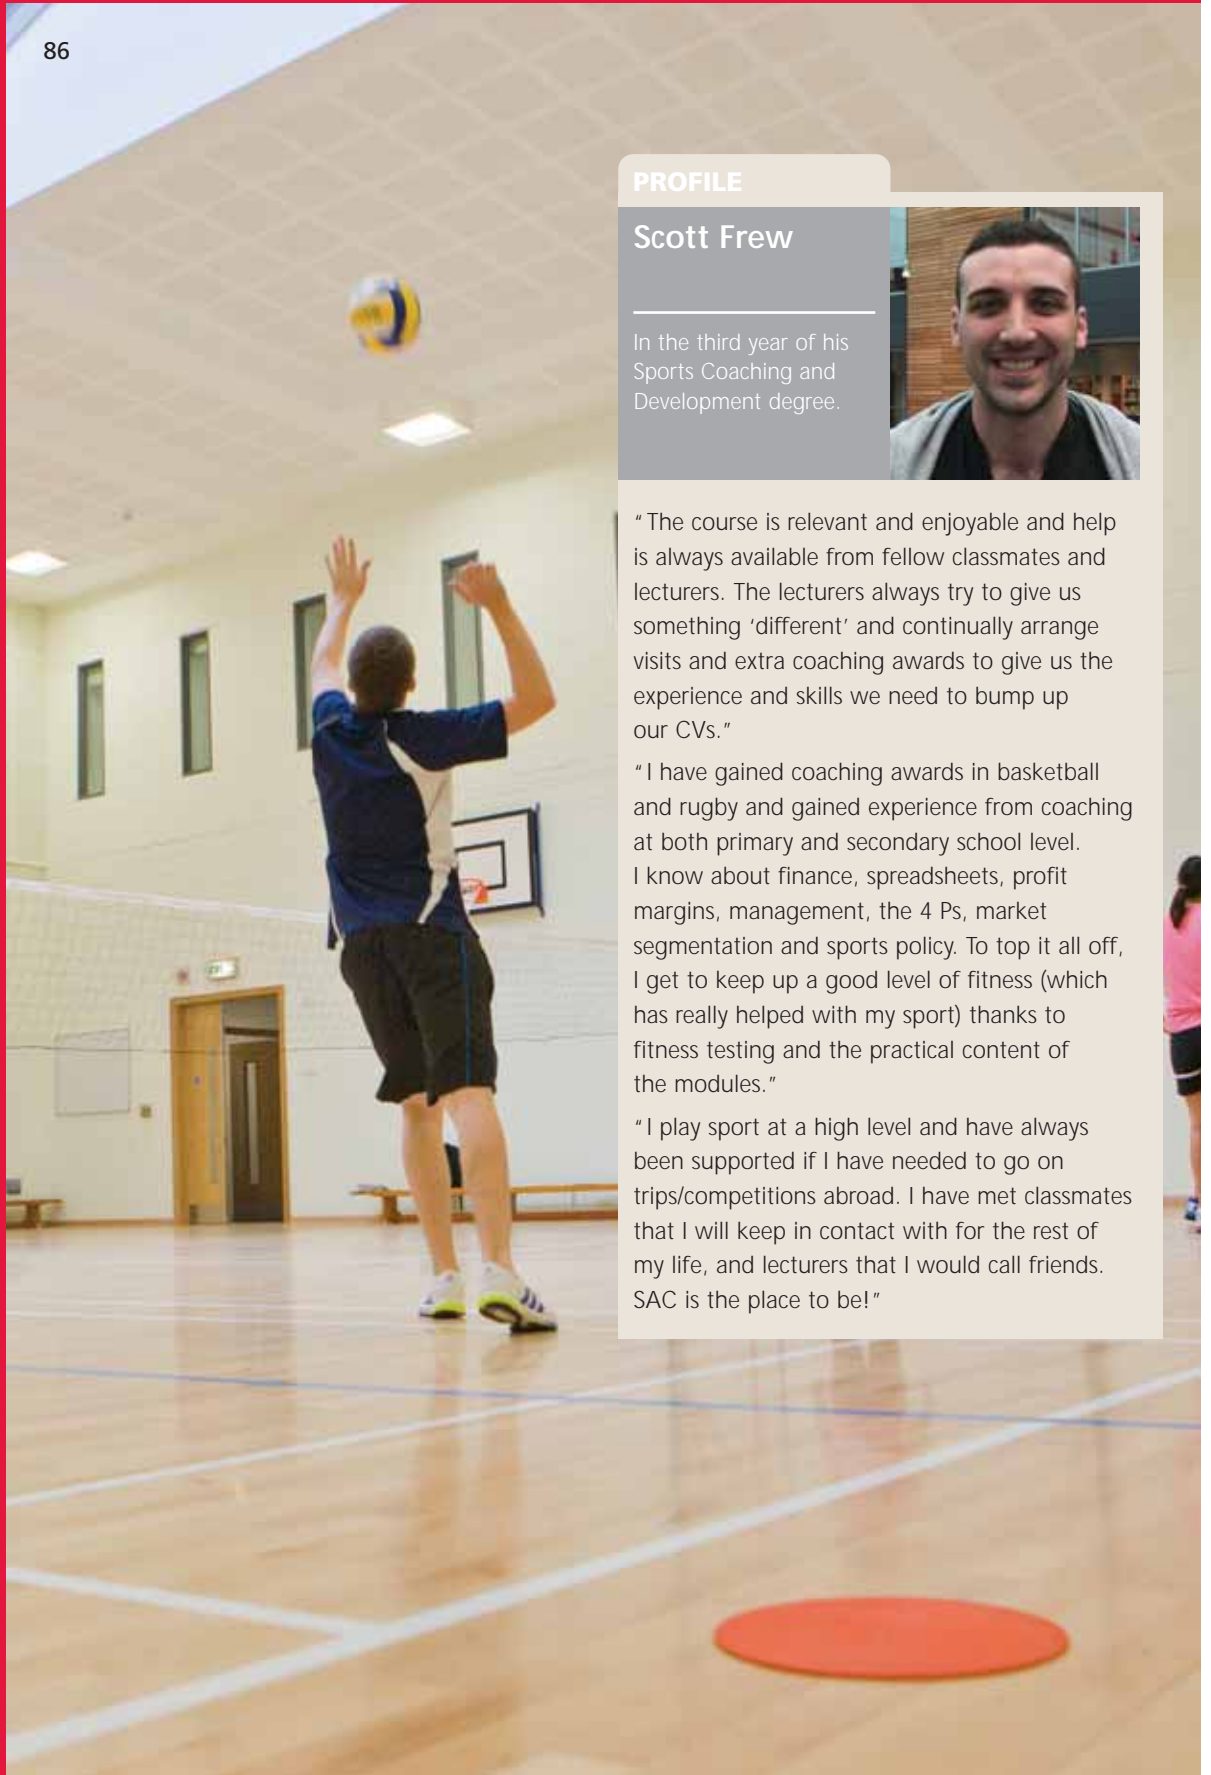 86
PROFILE
Scott Frew
In the third year of his
Sports Coaching and
Development degree.
“The course is relevant and enjoyable and help
is always available from fellow classmates and
lecturers. The lecturers always try to give us
something ‘different’ and continually arrange
visits and extra coaching awards to give us the
experience and skills we need to bump up
our CVs.”
“I have gained coaching awards in basketball
and rugby and gained experience from coaching
at both primary and secondary school level.
I know about finance, spreadsheets, profit
margins, management, the 4 Ps, market
segmentation and sports policy. To top it all off,
I get to keep up a good level of fitness (which
has really helped with my sport) thanks to
fitness testing and the practical content of
the modules.”
“I play sport at a high level and have always
been supported if I have needed to go on
trips/competitions abroad. I have met classmates
that I will keep in contact with for the rest of
my life, and lecturers that I would call friends.
SAC is the place to be!”